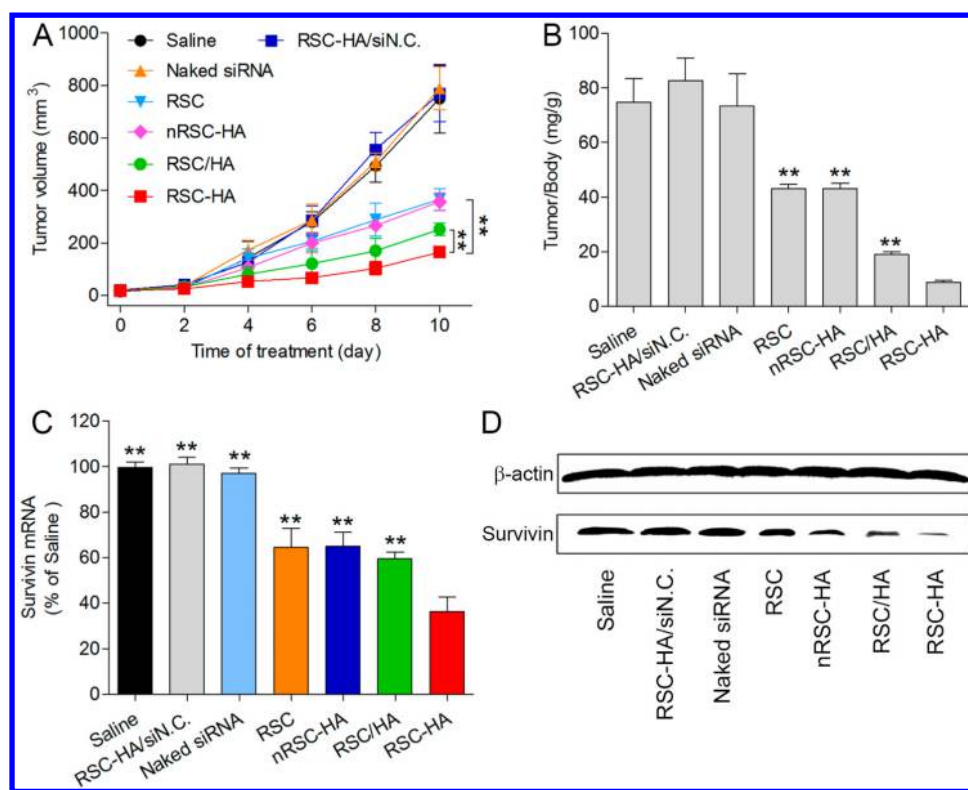 A
Saline
RSC-HA/siN.C.
Naked siRNA
RSC
nRSC-HA
RSC/HA
RSC-HA
Tumor volume (mm³)
1000
800
600
400
200
0
**
**
0 2 4 6 8 10
Time of treatment (day)
B
Tumor/Body (mg/g)
100
80
60
40
20
0
** **
**
Saline
RSC-HA/siN.C.
Naked siRNA
RSC
nRSC-HA
RSC/HA
RSC-HA
C
Survivin mRNA
(% of Saline )
120
100
80
60
40
20
0
** ** **
** ** **
Saline
RSC-HA/siN.C.
Naked siRNA
RSC
nRSC-HA
RSC/HA
RSC-HA
D
β-actin
Survivin
Saline
RSC-HA/siN.C.
Naked siRNA
RSC
nRSC-HA
RSC/HA
RSC-HA